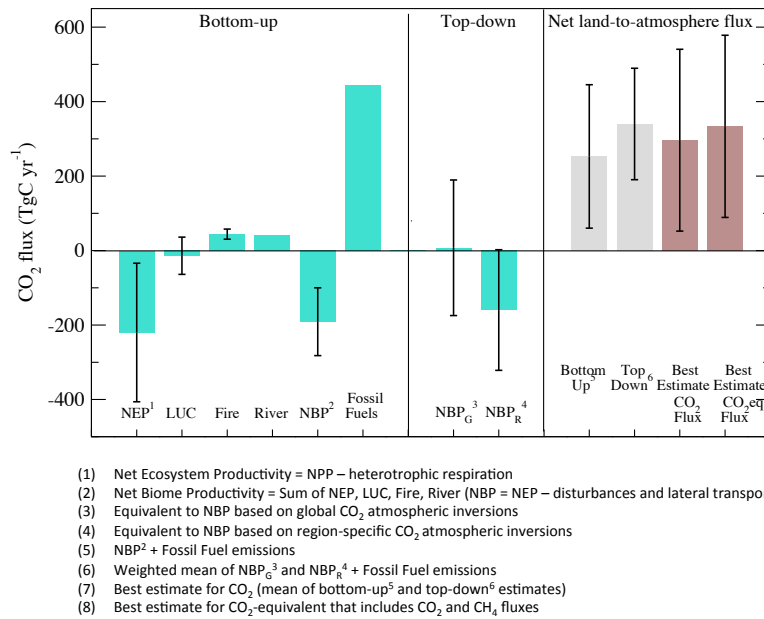 Bottom-up
Top-down
Net land-to-atmosphere flux
CO2 flux (TgC yr-1)
600
400
200
0
-200
-400
NEP1
LUC
Fire
River
NBP2
Fossil
Fuels
NBPG3
NBPR4
Bottom
Up5
Top
Down6
Best
Estimate
CO2
Flux
Best
Estimate
CO2eq
Flux
(1) Net Ecosystem Productivity = NPP – heterotrophic respiration
(2) Net Biome Productivity = Sum of NEP, LUC, Fire, River (NBP = NEP – disturbances and lateral transpo
(3) Equivalent to NBP based on global CO2 atmospheric inversions
(4) Equivalent to NBP based on region-specific CO2 atmospheric inversions
(5) NBP2 + Fossil Fuel emissions
(6) Weighted mean of NBPG3 and NBPR4 + Fossil Fuel emissions
(7) Best estimate for CO2 (mean of bottom-up5 and top-down6 estimates)
(8) Best estimate for CO2-equivalent that includes CO2 and CH4 fluxes